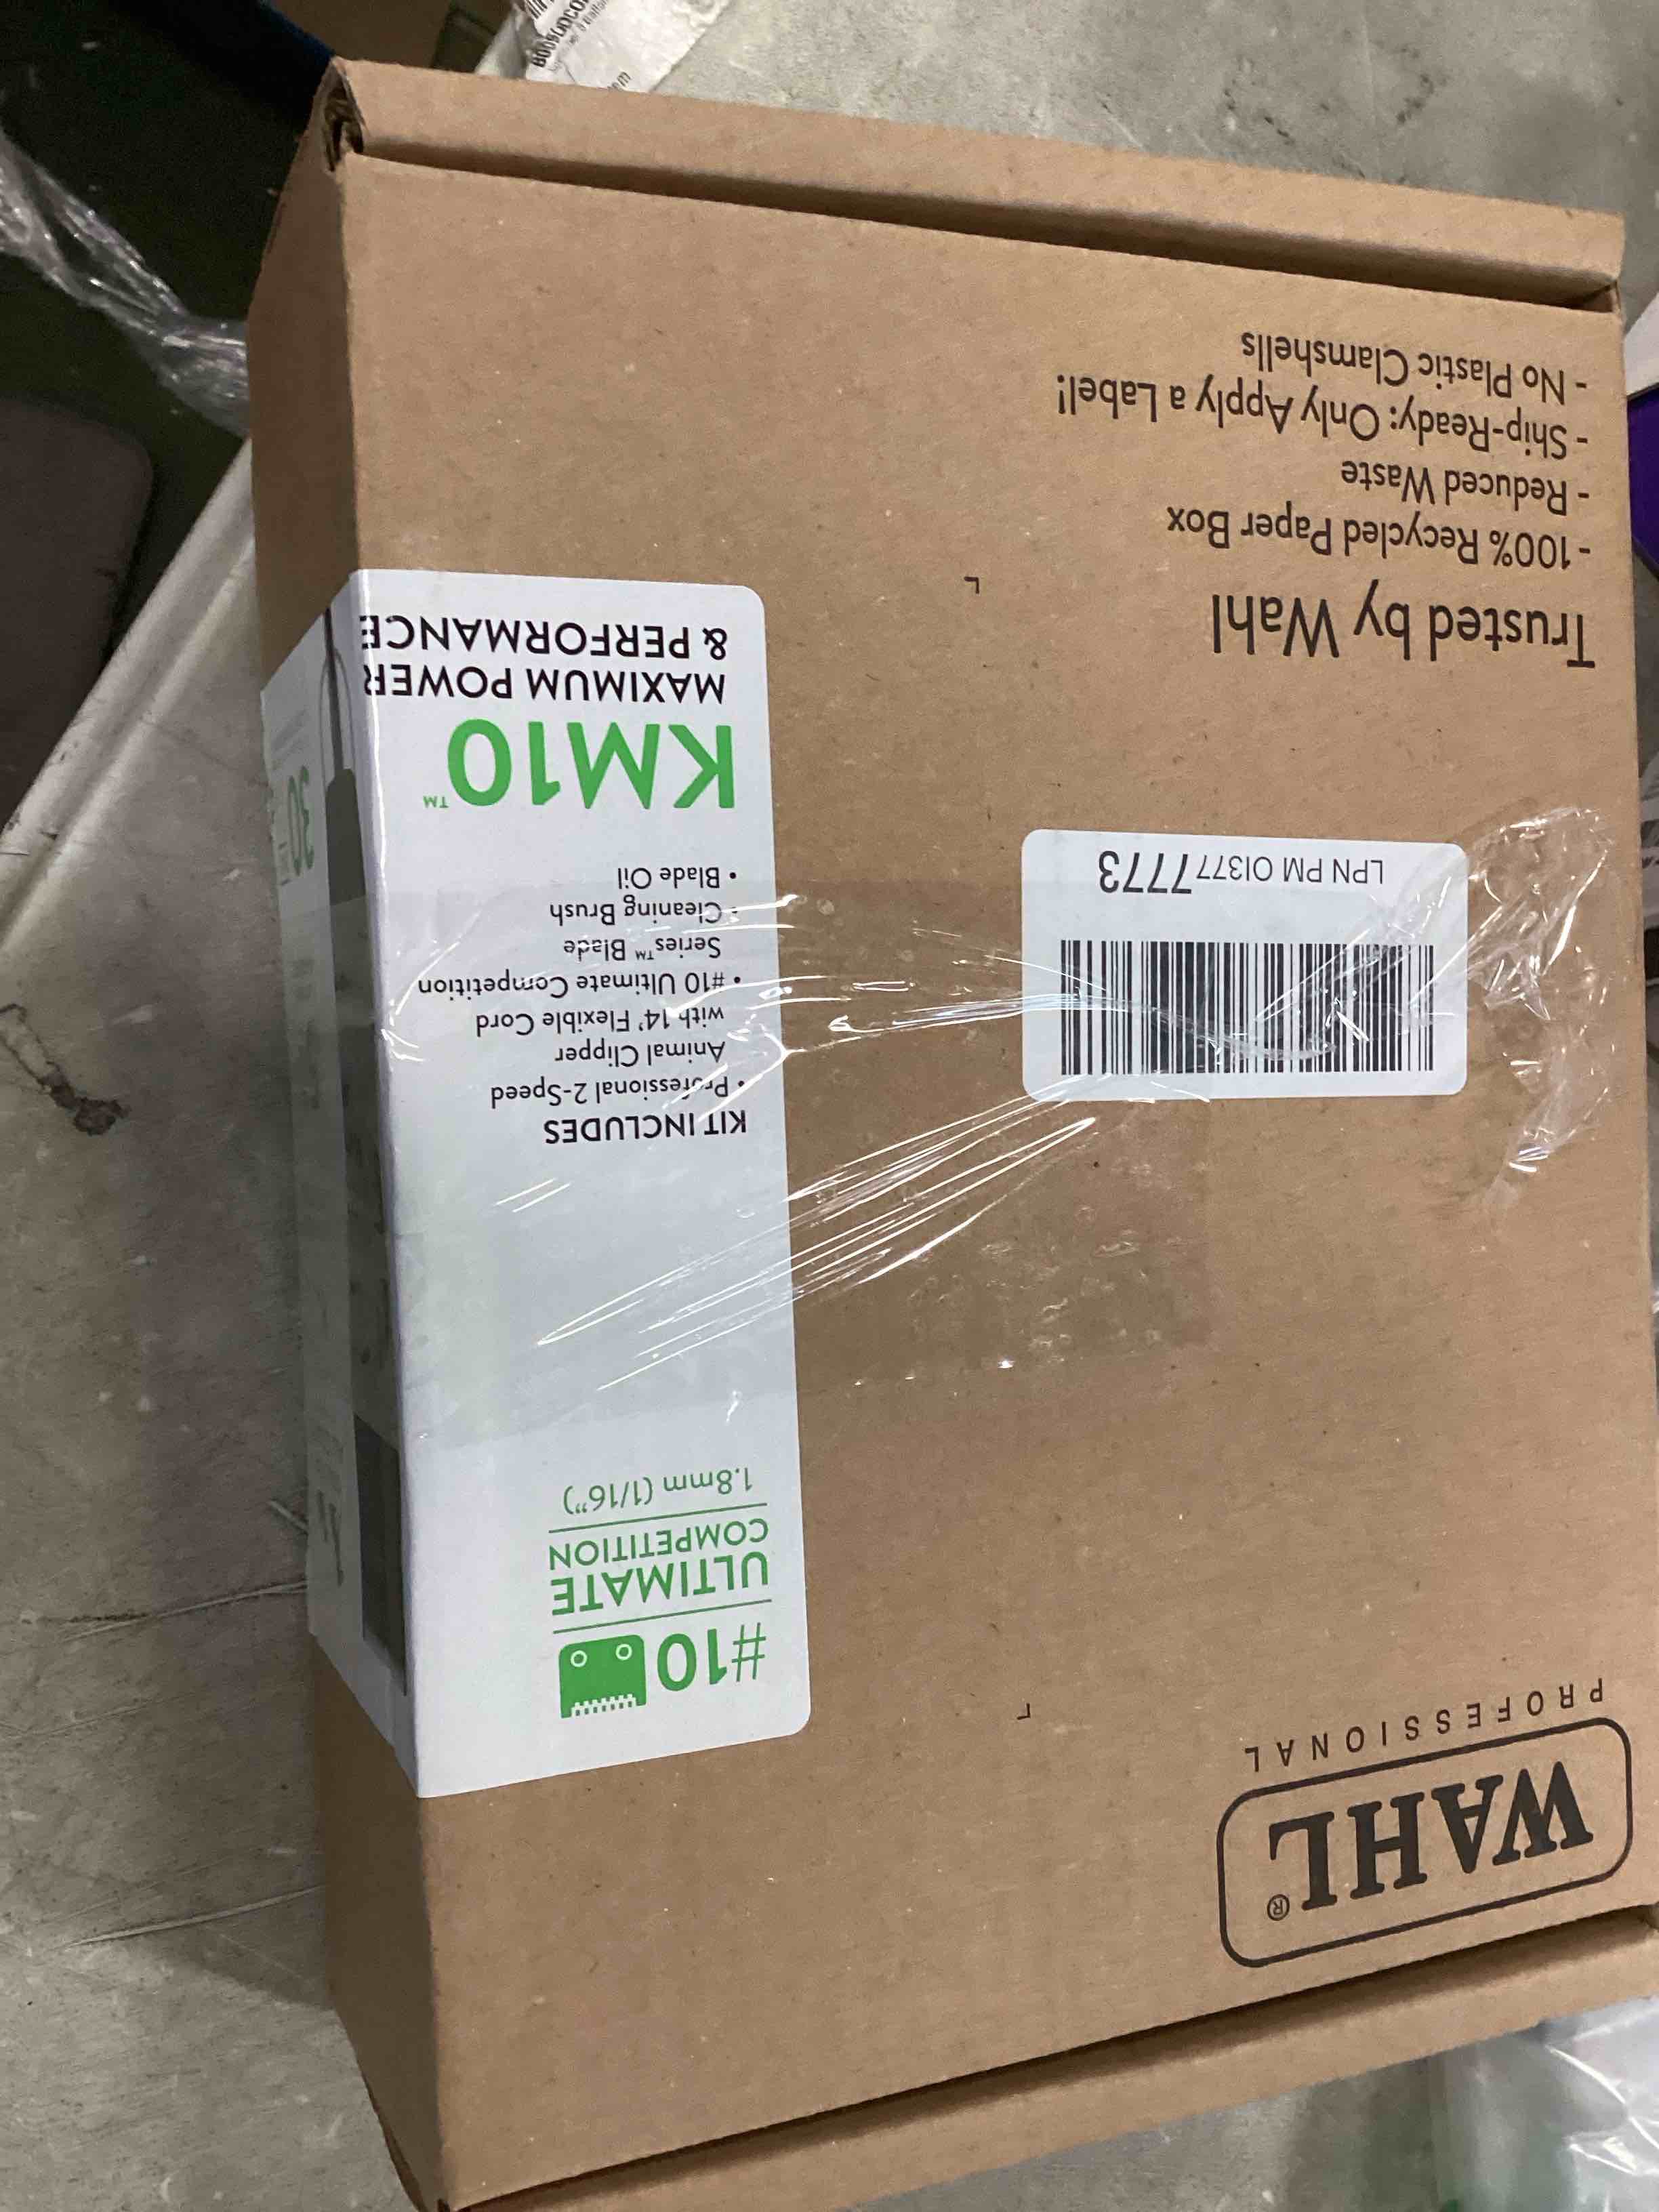 WAHL®
PROFESSIONAL
#10
ULTIMATE
COMPETITION
1.8mm (1/16")
KIT INCLUDES
• Professional 2-Speed
Animal Clipper
with 14' Flexible Cord
• #10 Ultimate Competition
Series™ Blade
• Cleaning Brush
• Blade Oil
KM10™
MAXIMUM POWER
& PERFORMANCE
LPN PM OI3777773
Trusted by Wahl
- 100% Recycled Paper Box
- Reduced Waste
- Ship-Ready: Only Apply a Label!
- No Plastic Clamshells
30